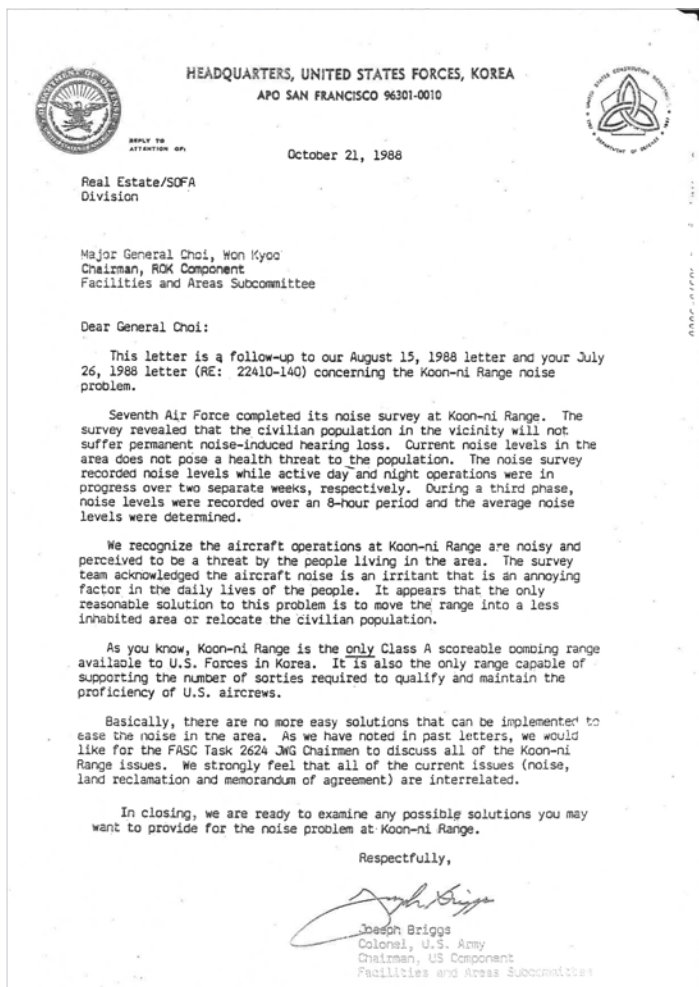 HEADQUARTERS, UNITED STATES FORCES, KOREA
APO SAN FRANCISCO 96301-0010
REPLY TO
ATTENTION OF:
October 21, 1988
Real Estate/SOFA
Division
Major General Choi, Won Kyoo
Chairman, ROK Component
Facilities and Areas Subcommittee
Dear General Choi:
This letter is a follow-up to our August 15, 1988 letter and your July
26, 1988 letter (RE: 22410-140) concerning the Koon-ni Range noise
problem.
Seventh Air Force completed its noise survey at Koon-ni Range. The
survey revealed that the civilian population in the vicinity will not
suffer permanent noise-induced hearing loss. Current noise levels in the
area does not pose a health threat to the population. The noise survey
recorded noise levels while active day and night operations were in
progress over two separate weeks, respectively. During a third phase,
noise levels were recorded over an 8-hour period and the average noise
levels were determined.
We recognize the aircraft operations at Koon-ni Range are noisy and
perceived to be a threat by the people living in the area. The survey
team acknowledged the aircraft noise is an irritant that is an annoying
factor in the daily lives of the people. It appears that the only
reasonable solution to this problem is to move the range into a less
inhabited area or relocate the civilian population.
As you know, Koon-ni Range is the only Class A scoreable bombing range
available to U.S. Forces in Korea. It is also the only range capable of
supporting the number of sorties required to qualify and maintain the
proficiency of U.S. aircrews.
Basically, there are no more easy solutions that can be implemented to
ease the noise in the area. As we have noted in past letters, we would
like for the FASC Task 2624 JWG Chairmen to discuss all of the Koon-ni
Range issues. We strongly feel that all of the current issues (noise,
land reclamation and memorandum of agreement) are interrelated.
In closing, we are ready to examine any possible solutions you may
want to provide for the noise problem at Koon-ni Range.
Respectfully,
Joseph Briggs
Joseph Briggs
Colonel, U.S. Army
Chairman, US Component
Facilities and Areas Subcommittee